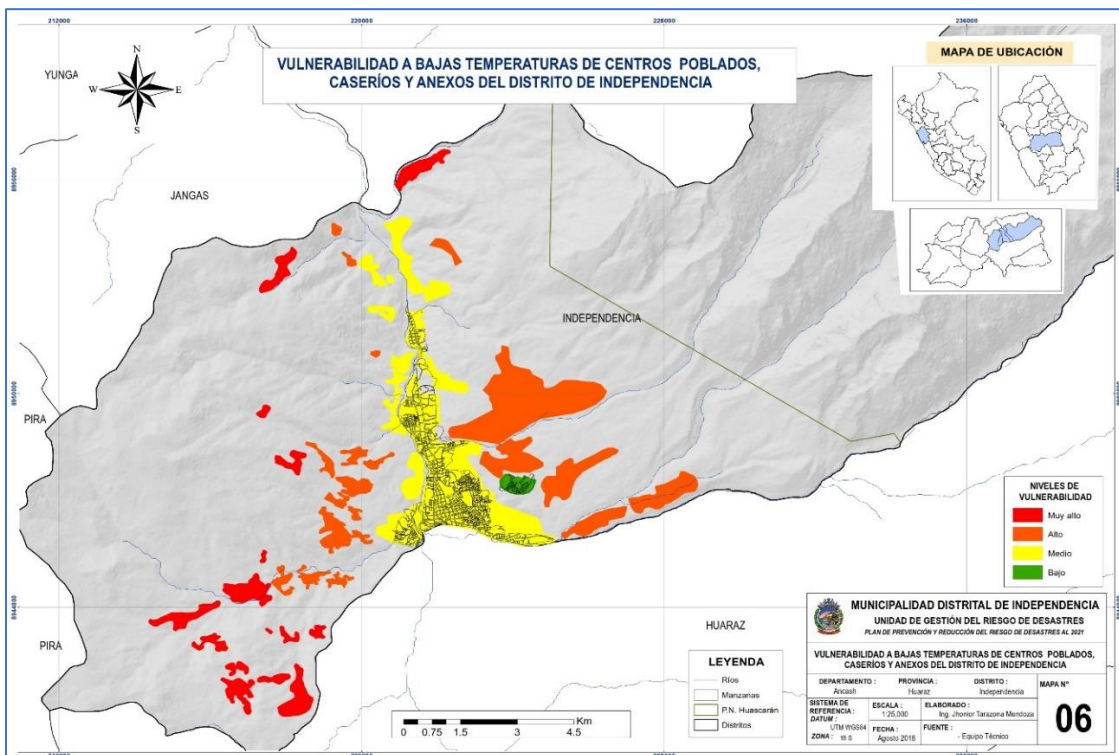 212000
220000
228000
236000
VULNERABILIDAD A BAJAS TEMPERATURAS DE CENTROS POBLADOS,
CASERÍOS Y ANEXOS DEL DISTRITO DE INDEPENDENCIA
MAPA DE UBICACIÓN
YUNGA
N
W
E
S
JANGAS
8956000
INDEPENDENCIA
8950000
8950000
PIRA
NIVELES DE
VULNERABILIDAD
Muy alto
Alto
Medio
Bajo
8944000
PIRA
HUARAZ
LEYENDA
Ríos
Manzanas
P.N. Huascarán
Distritos
Km
0 0.75 1.5 3 4.5
MUNICIPALIDAD DISTRITAL DE INDEPENDENCIA
UNIDAD DE GESTIÓN DEL RIESGO DE DESASTRES
PLAN DE PREVENCIÓN Y REDUCCIÓN DEL RIESGO DE DESASTRES AL 2021
VULNERABILIDAD A BAJAS TEMPERATURAS DE CENTROS POBLADOS,
CASERÍOS Y ANEXOS DEL DISTRITO DE INDEPENDENCIA
DEPARTAMENTO :
Ancash
PROVINCIA :
Huaraz
DISTRITO :
Independencia
MAPA Nº
06
SISTEMA DE
REFERENCIA :
DATUM :
UTM WGS84
ZONA : 18 S
ESCALA :
1:25,000
FECHA :
Agosto 2018
ELABORADO :
Ing. Jhonior Tarazona Mendoza
FUENTE :
- Equipo Técnico